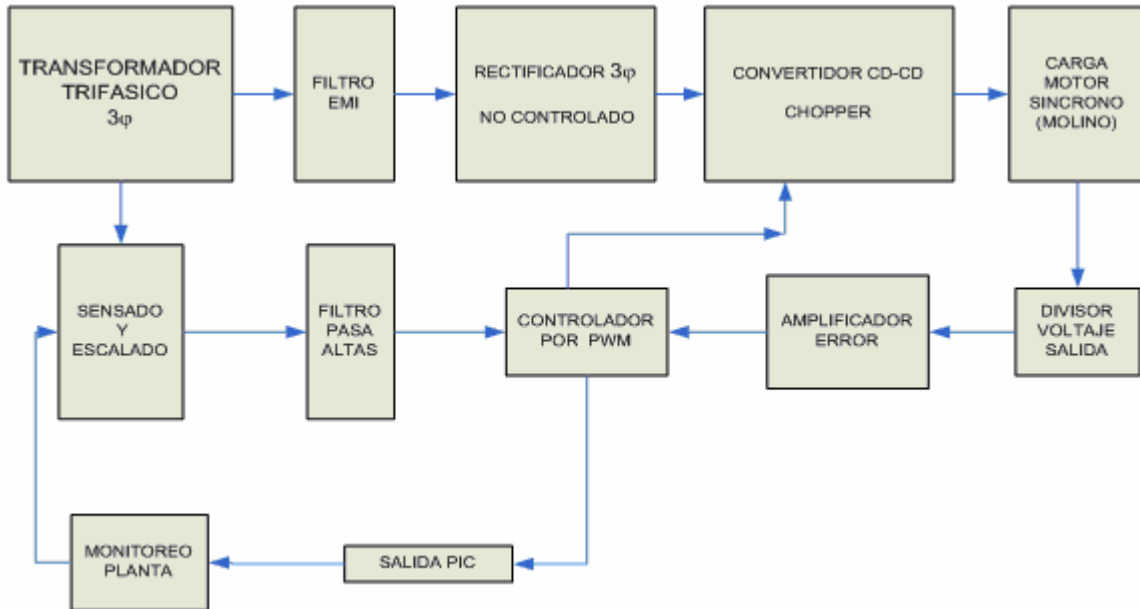 TRANSFORMADOR
TRIFASICO
3φ
FILTRO
EMI
RECTIFICADOR 3φ
NO CONTROLADO
CONVERTIDOR CD-CD
CHOPPER
CARGA
MOTOR
SINCRONO
(MOLINO)
SENSADO
Y
ESCALADO
FILTRO
PASA
ALTAS
CONTROLADOR
POR PWM
AMPLIFICADOR
ERROR
DIVISOR
VOLTAJE
SALIDA
MONITOREO
PLANTA
SALIDA PIC